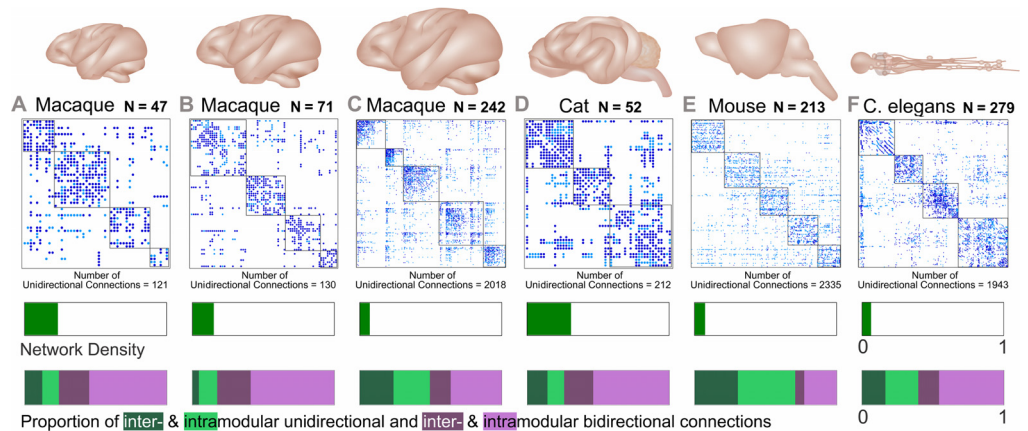 A Macaque N = 47 B Macaque N = 71 C Macaque N = 242 D Cat N = 52 E Mouse N = 213 F C. elegans N = 279
Number of Number of Number of Number of Number of Number of
Unidirectional Connections = 121 Unidirectional Connections = 130 Unidirectional Connections = 2018 Unidirectional Connections = 212 Unidirectional Connections = 2335 Unidirectional Connections = 1943
Network Density 0 1
0 1
Proportion of inter- & intramodular unidirectional and inter- & intramodular bidirectional connections